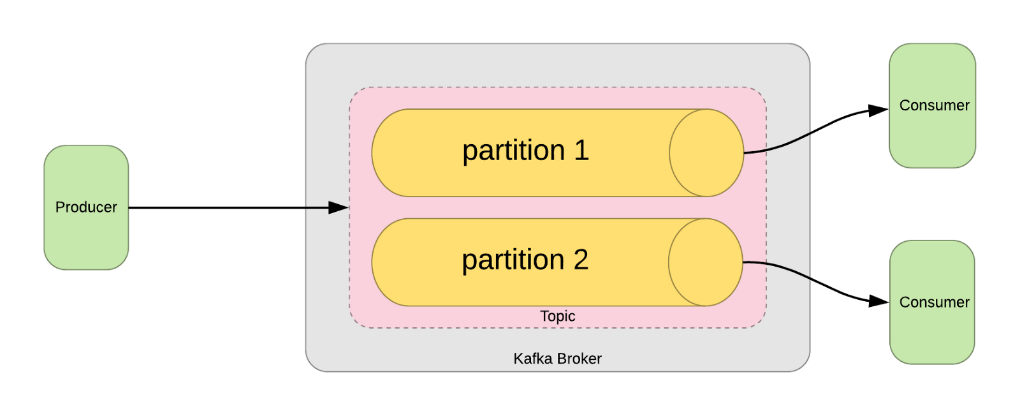 Producer
partition 1
partition 2
Topic
Kafka Broker
Consumer
Consumer